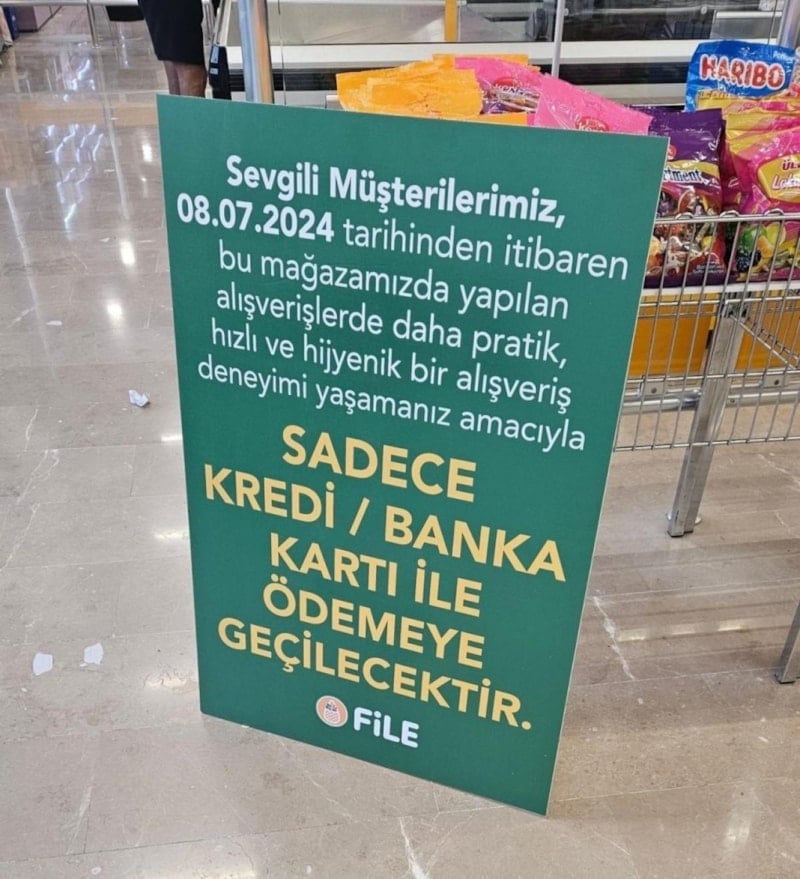 Sevgili Müşterilerimiz,
08.07.2024 tarihinden itibaren
bu mağazamızda yapılan
alışverişlerde daha pratik,
hızlı ve hijyenik bir alışveriş
deneyimi yaşamanız amacıyla
SADECE
KREDİ / BANKA
KARTI İLE
ÖDEMEYE
GEÇİLECEKTİR.
FİLE
HARIBO